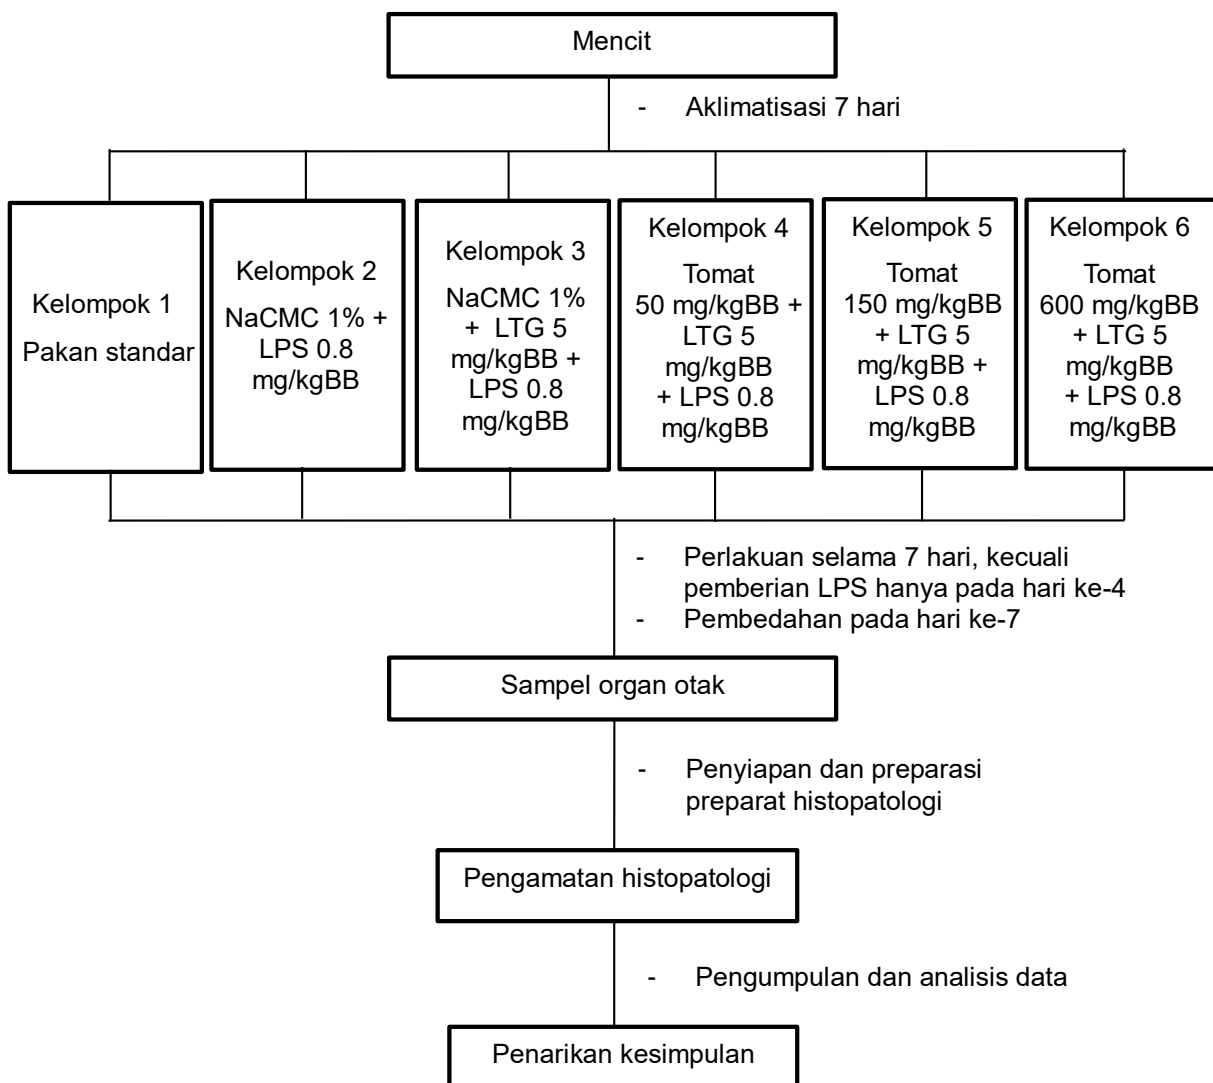 Mencit
- Aklimatisasi 7 hari
Kelompok 1
Pakan standar
Kelompok 2
NaCMC 1% +
LPS 0.8
mg/kgBB
Kelompok 3
NaCMC 1%
+ LTG 5
mg/kgBB +
LPS 0.8
mg/kgBB
Kelompok 4
Tomat
50 mg/kgBB +
LTG 5
mg/kgBB
+ LPS 0.8
mg/kgBB
Kelompok 5
Tomat
150 mg/kgBB
+ LTG 5
mg/kgBB +
LPS 0.8
mg/kgBB
Kelompok 6
Tomat
600 mg/kgBB
+ LTG 5
mg/kgBB
+ LPS 0.8
mg/kgBB
- Perlakuan selama 7 hari, kecuali
pemberian LPS hanya pada hari ke-4
- Pembedahan pada hari ke-7
Sampel organ otak
- Penyiapan dan preparasi
preparat histopatologi
Pengamatan histopatologi
- Pengumpulan dan analisis data
Penarikan kesimpulan